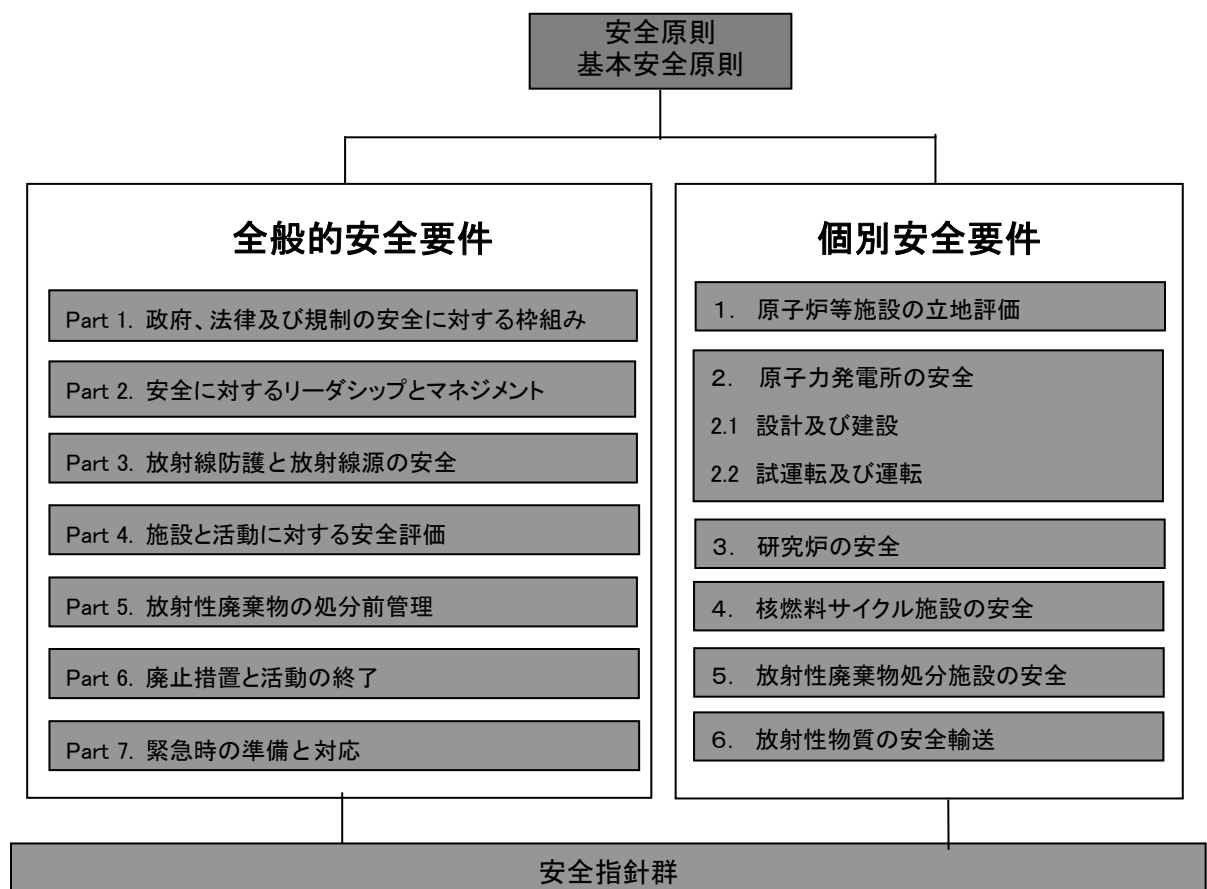 安全原則
基本安全原則
全般的安全要件
Part 1. 政府、法律及び規制の安全に対する枠組み
Part 2. 安全に対するリーダシップとマネジメント
Part 3. 放射線防護と放射線源の安全
Part 4. 施設と活動に対する安全評価
Part 5. 放射性廃棄物の処分前管理
Part 6. 廃止措置と活動の終了
Part 7. 緊急時の準備と対応
個別安全要件
１. 原子炉等施設の立地評価
２. 原子力発電所の安全
2.1 設計及び建設
2.2 試運転及び運転
３. 研究炉の安全
４. 核燃料サイクル施設の安全
５. 放射性廃棄物処分施設の安全
６. 放射性物質の安全輸送
安全指針群